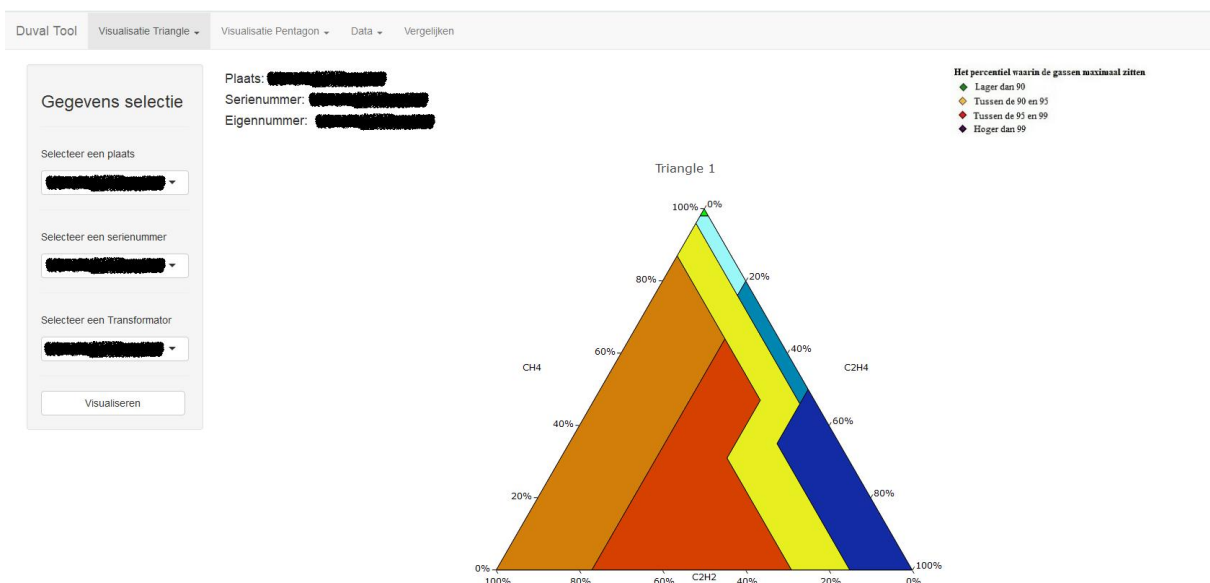 Duval Tool Visualisatie Triangle Visualisatie Pentagon Data Vergelijken
Gegevens selectie
Selecteer een plaats
Selecteer een serienummer
Selecteer een Transformator
Visualiseren
Plaats:
Serienummer:
Eigennummer:
Het percentiel waarin de gassen maximaal zitten
Lager dan 90
Tussen de 90 en 95
Tussen de 95 en 99
Hoger dan 99
Triangle 1
100% 0%
80% 20%
60% 40%
CH4 C2H4
40% 60%
20% 80%
0% 100%
100% 80% 60% C2H2 40% 20% 0%